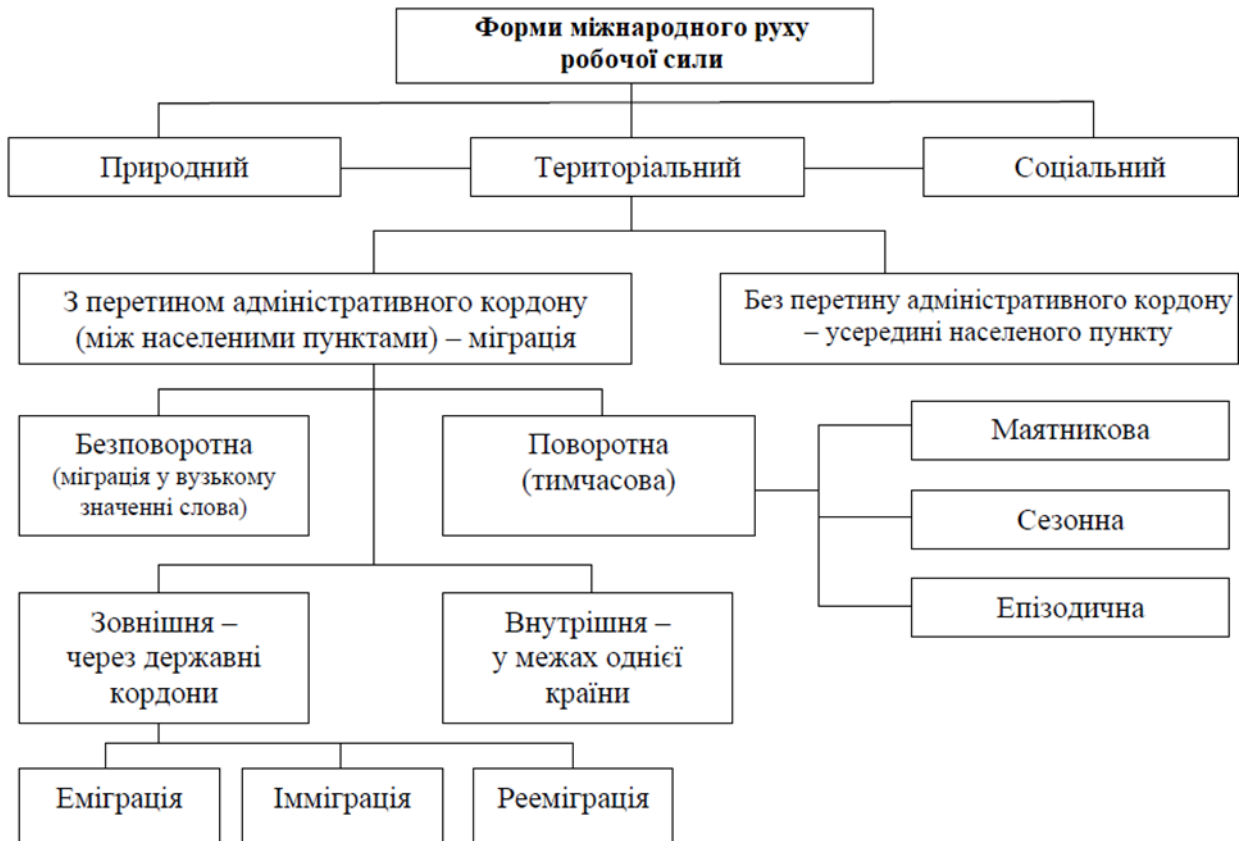 Форми міжнародного руху
робочої сили
Природний
Територіальний
Соціальний
З перетином адміністративного кордону
(між населеними пунктами) – міграція
Без перетину адміністративного кордону
– усередині населеного пункту
Безповоротна
(міграція у вузькому
значенні слова)
Поворотна
(тимчасова)
Маятникова
Сезонна
Епізодична
Зовнішня –
через державні
кордони
Внутрішня –
у межах однієї
країни
Еміграція
Імміграція
Рееміграція